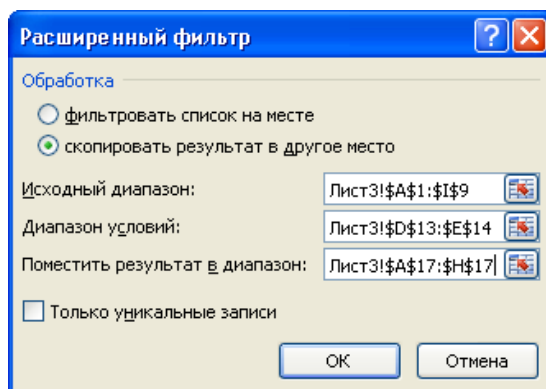 Расширенный фильтр
Обработка
фильтровать список на месте
скопировать результат в другое место
Исходный диапазон: Лист3!$A$1:$I$9
Диапазон условий: Лист3!$D$13:$E$14
Поместить результат в диапазон: Лист3!$A$17:$H$17
Только уникальные записи
ОК Отмена